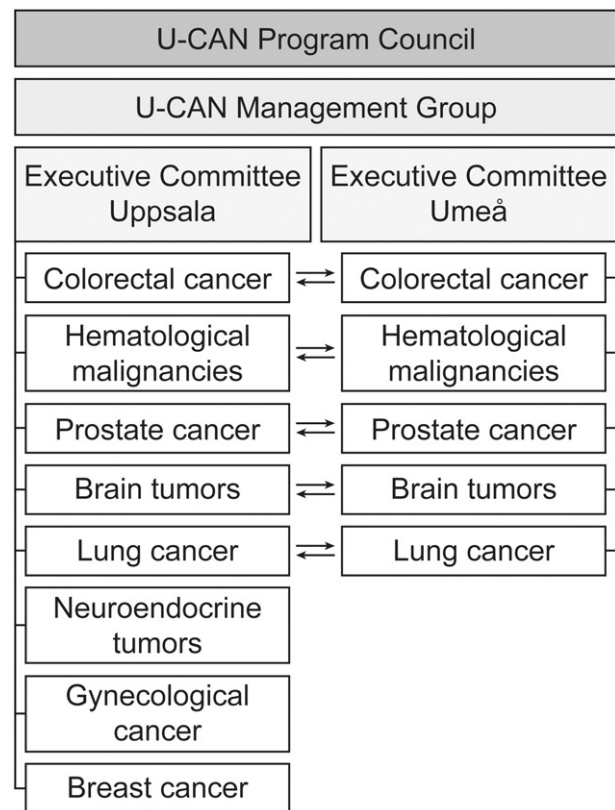 U-CAN Program Council
U-CAN Management Group
Executive Committee
Uppsala
Executive Committee
Umeå
Colorectal cancer
Colorectal cancer
Hematological
malignancies
Hematological
malignancies
Prostate cancer
Prostate cancer
Brain tumors
Brain tumors
Lung cancer
Lung cancer
Neuroendocrine
tumors
Gynecological
cancer
Breast cancer